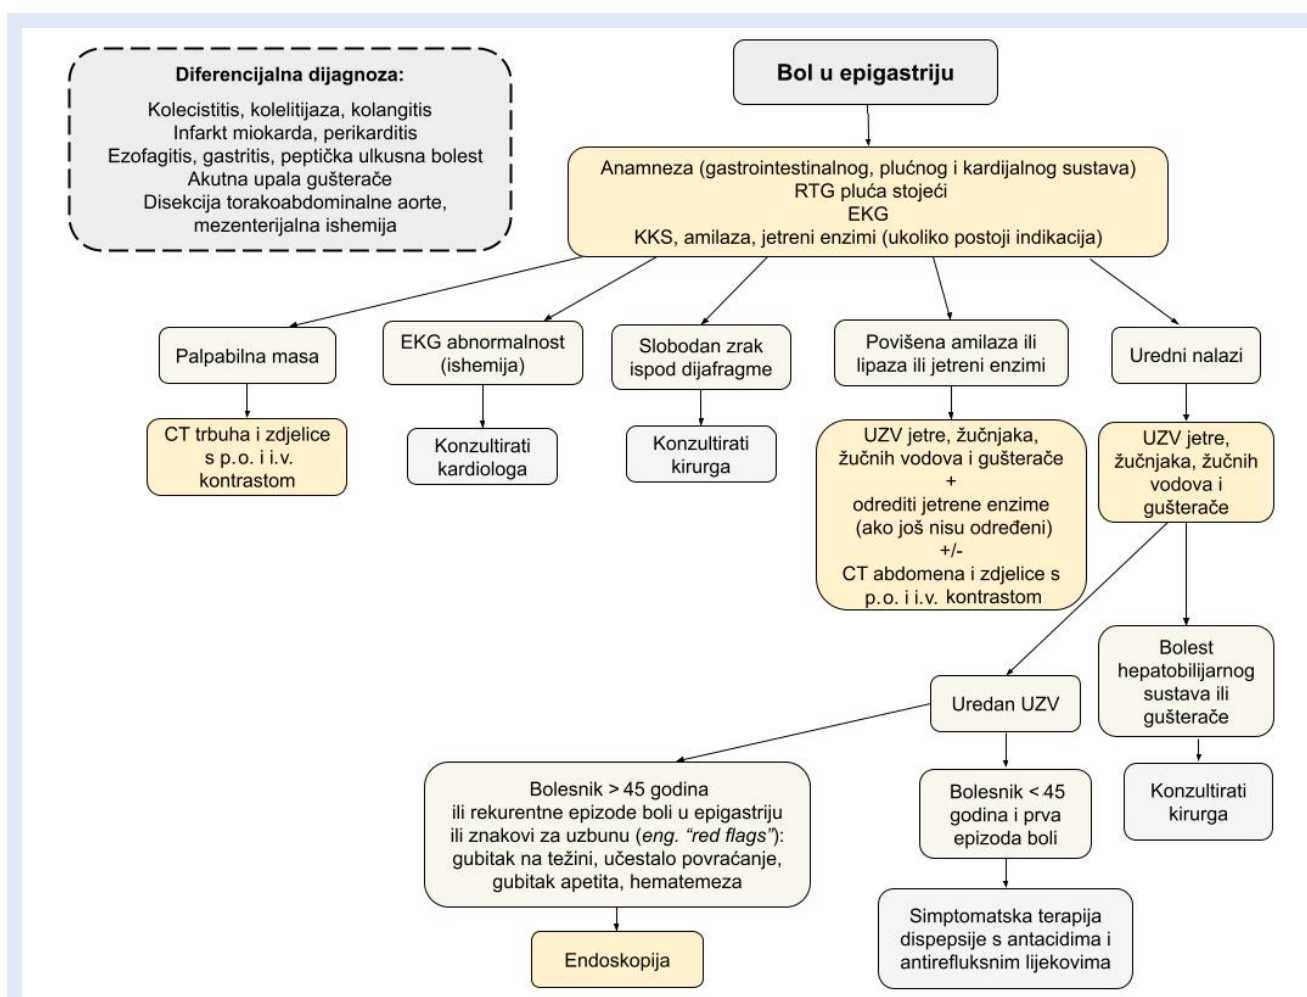 Diferencijalna dijagnoza:
Kolecistitis, kolelitijaza, kolangitis
Infarkt miokarda, perikarditis
Ezofagitis, gastritis, peptička ulkusna bolest
Akutna upala gušterače
Disekcija torakoabdominalne aorte,
mezenterijalna ishemija
Bol u epigastriju
Anamneza (gastrointestinalnog, plućnog i kardijalnog sustava)
RTG pluća stojeći
EKG
KKS, amilaza, jetreni enzimi (ukoliko postoji indikacija)
Palpabilna masa
EKG abnormalnost
(ishemija)
Slobodan zrak
ispod dijafragme
Povišena amilaza ili
lipaza ili jetreni enzimi
Uredni nalazi
CT trbuha i zdjelice
s p.o. i i.v.
kontrastom
Konzultirati
kardiologa
Konzultirati
kirurga
UZV jetre, žučnjaka,
žučnih vodova i gušterače
+
odrediti jetrene enzime
(ako još nisu određeni)
+/-
CT abdomena i zdjelice s
p.o. i i.v. kontrastom
UZV jetre,
žučnjaka, žučnih
vodova i
gušterače
Uredan UZV
Bolest
hepatobilijarnog
sustava ili
gušterače
Bolesnik > 45 godina
ili rekurentne epizode boli u epigastriju
ili znakovi za uzbunu (eng. “red flags”):
gubitak na težini, učestalo povraćanje,
gubitak apetita, hematemeza
Bolesnik < 45
godina i prva
epizoda boli
Konzultirati
kirurga
Endoskopija
Simptomatska terapija
dispepsije s antacidima i
antirefluksnim lijekovima